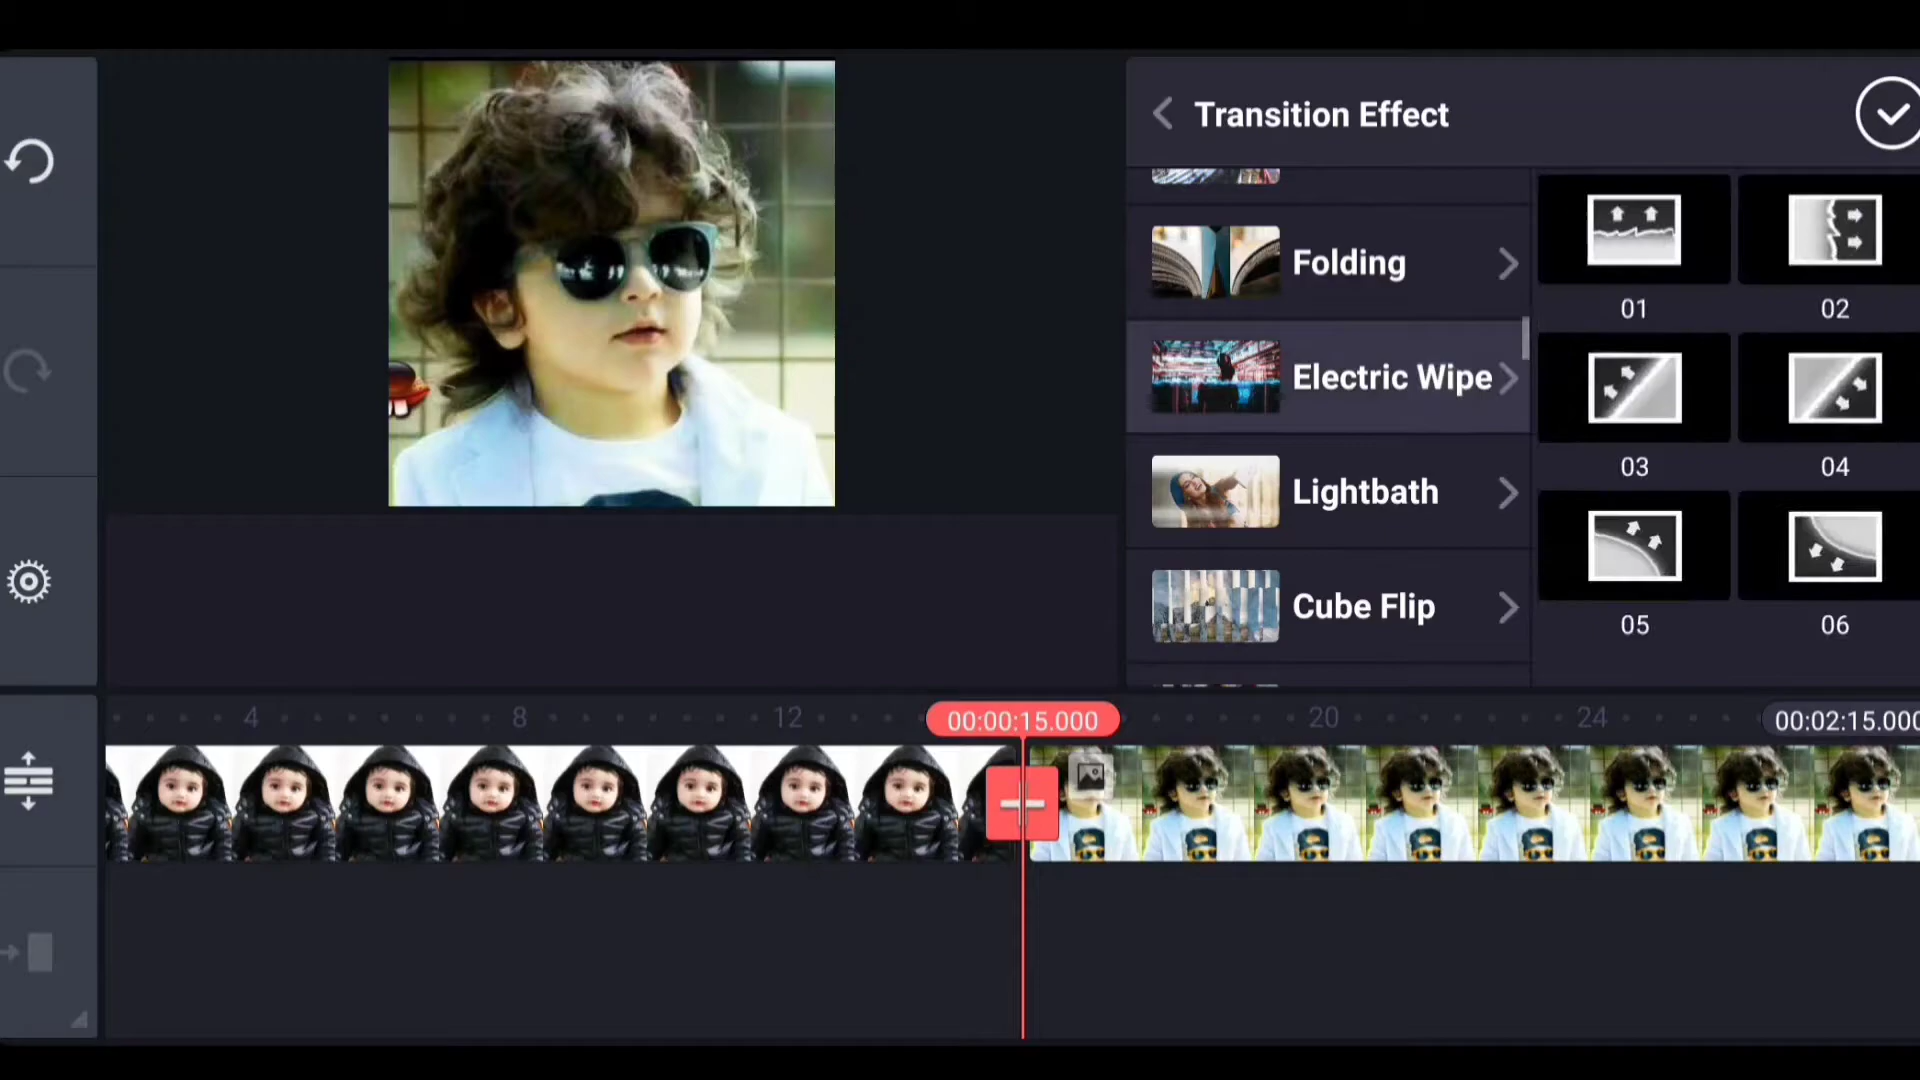 Transition Effect
Folding
Electric Wipe
Lightbath
Cube Flip
01
02
03
04
05
06
4
8
12
00:00:15.000
20
24
00:02:15.000